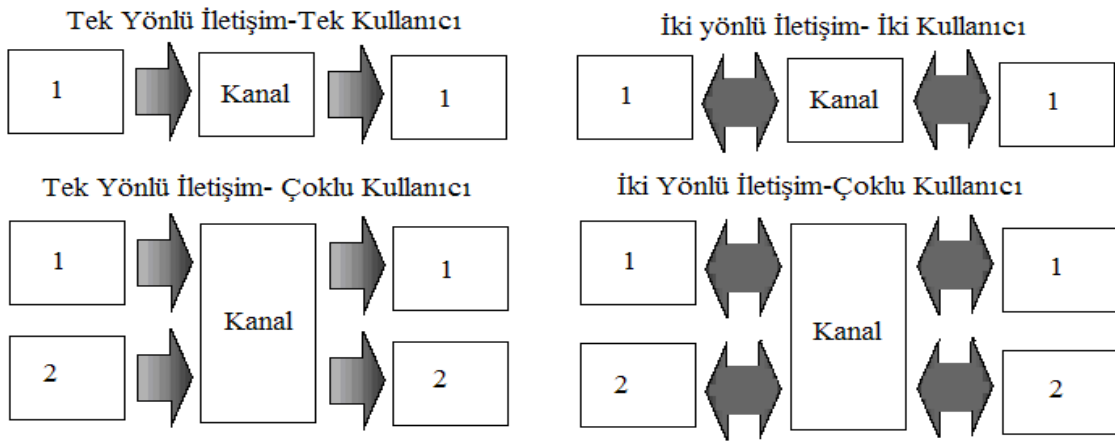 Tek Yönlü İletişim-Tek Kullanıcı
1
Kanal
1
İki yönlü İletişim- İki Kullanıcı
1
Kanal
1
Tek Yönlü İletişim- Çoklu Kullanıcı
1
Kanal
1
2
2
İki Yönlü İletişim-Çoklu Kullanıcı
1
Kanal
1
2
2